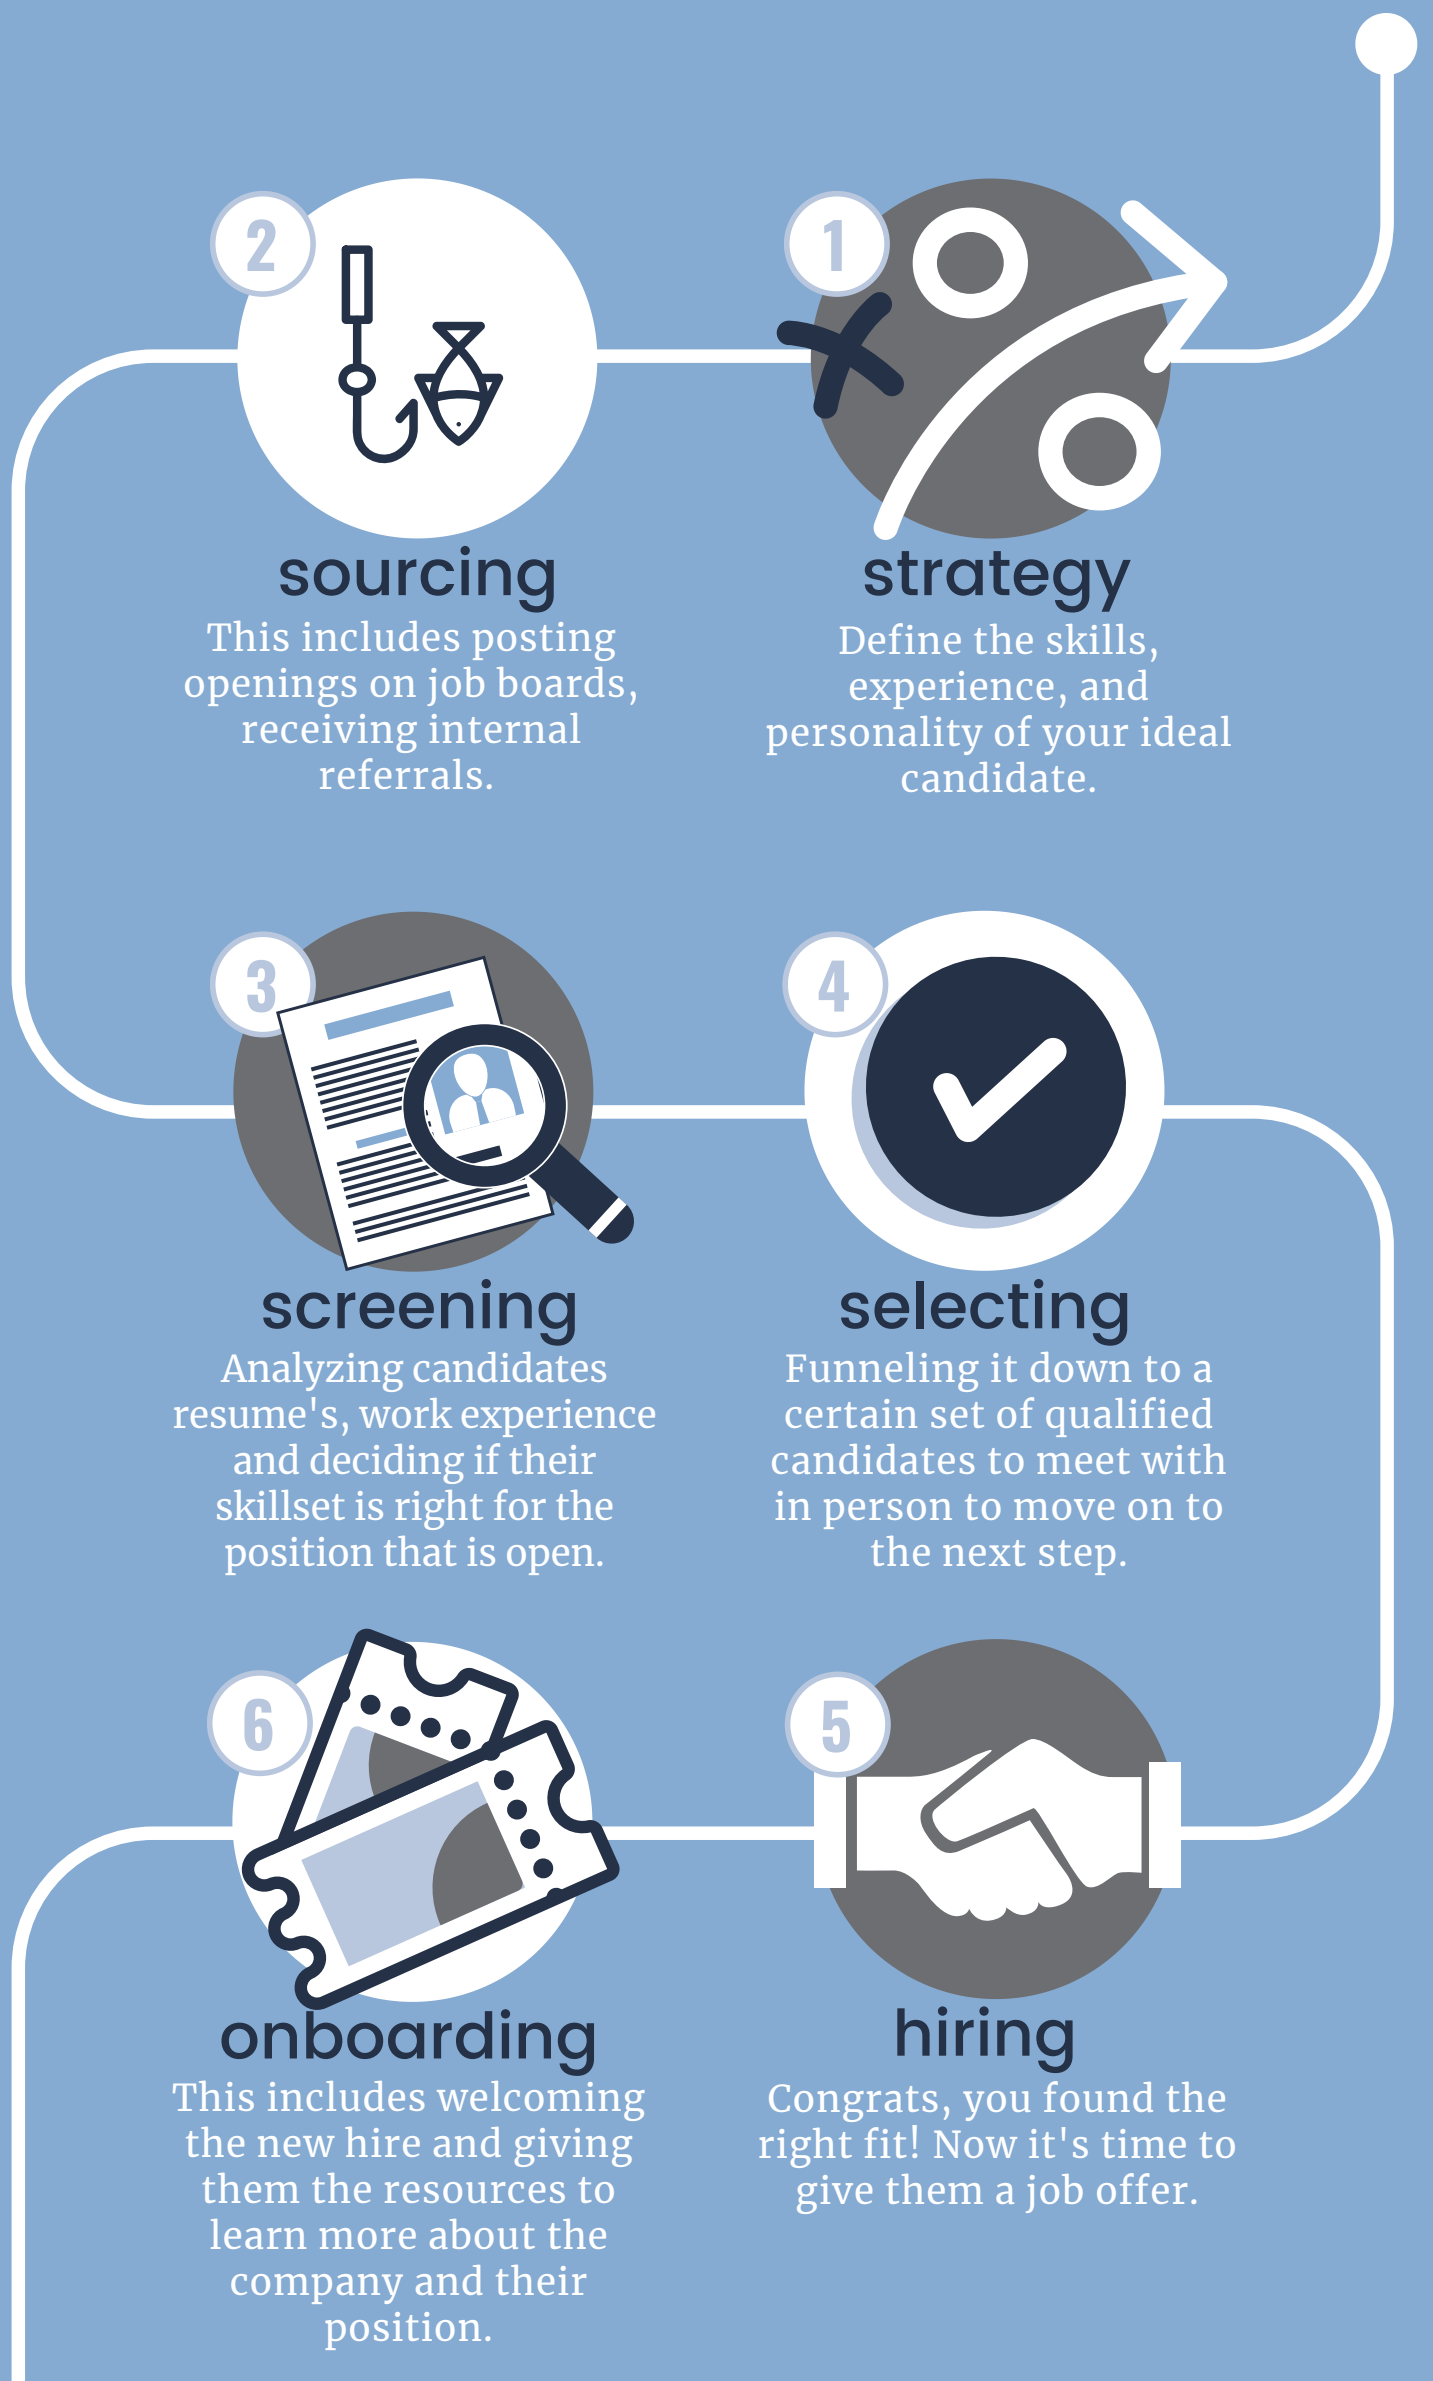 1
strategy
Define the skills,
experience, and
personality of your ideal
candidate.
2
sourcing
This includes posting
openings on job boards,
receiving internal
referrals.
3
screening
Analyzing candidates
resume's, work experience
and deciding if their
skillset is right for the
position that is open.
4
selecting
Funneling it down to a
certain set of qualified
candidates to meet with
in person to move on to
the next step.
5
hiring
Congrats, you found the
right fit! Now it's time to
give them a job offer.
6
onboarding
This includes welcoming
the new hire and giving
them the resources to
learn more about the
company and their
position.